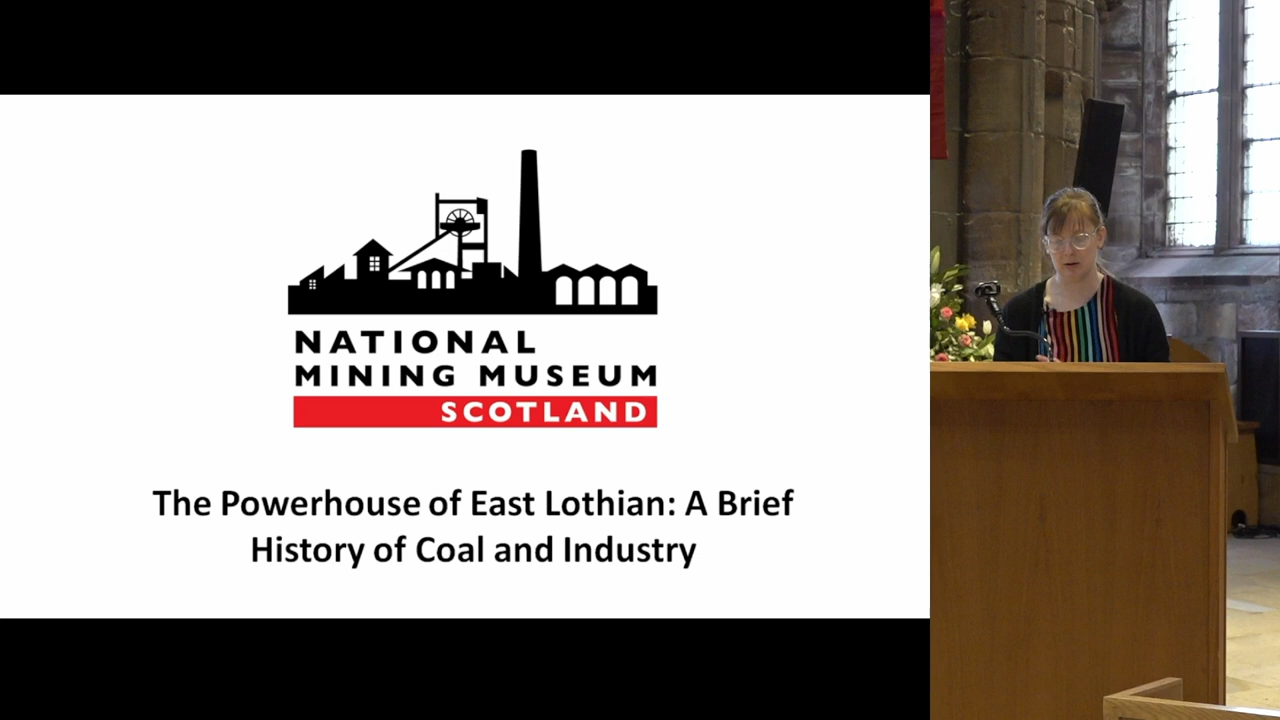 NATIONAL
MINING MUSEUM
SCOTLAND
The Powerhouse of East Lothian: A Brief
History of Coal and Industry